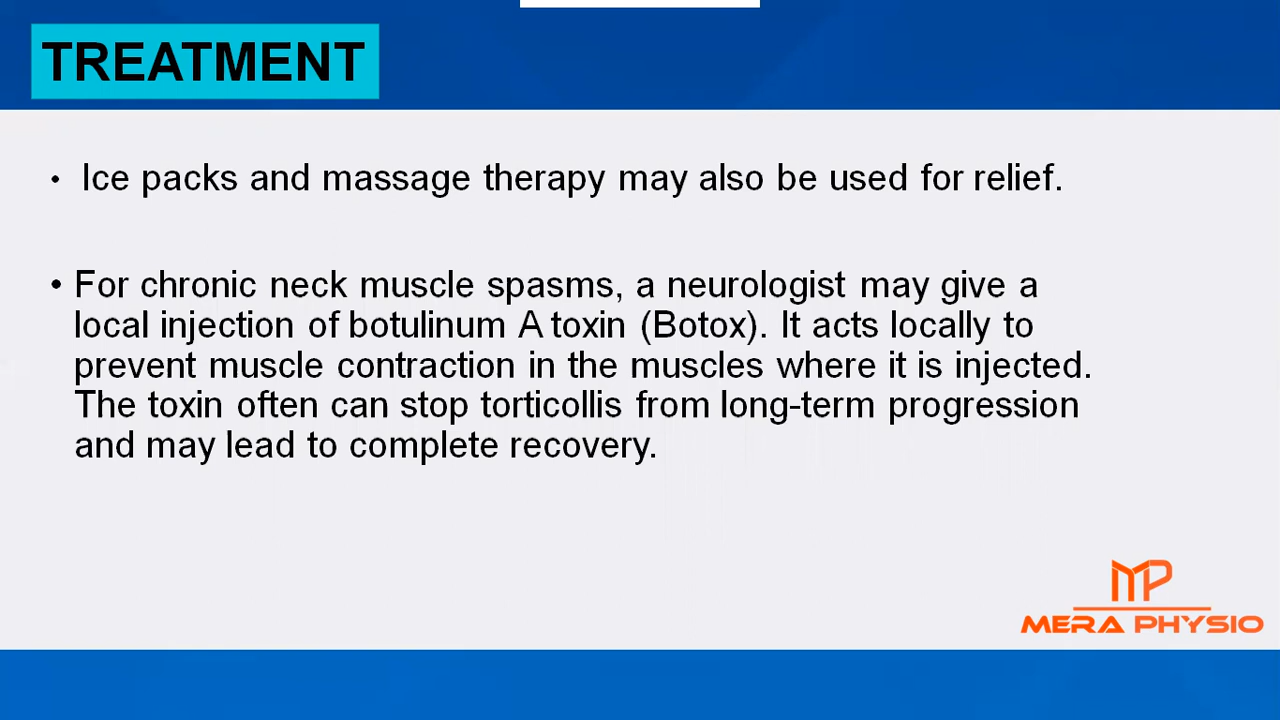 TREATMENT
• Ice packs and massage therapy may also be used for relief.
• For chronic neck muscle spasms, a neurologist may give a
local injection of botulinum A toxin (Botox). It acts locally to
prevent muscle contraction in the muscles where it is injected.
The toxin often can stop torticollis from long-term progression
and may lead to complete recovery.
MP
MERA PHYSIO